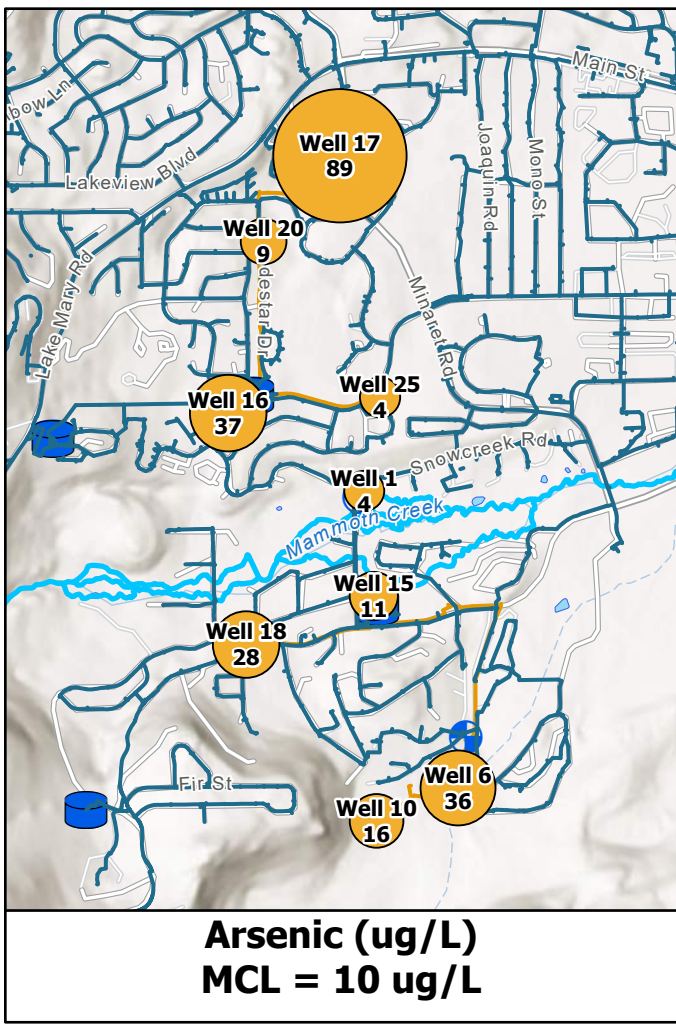 Main St
bow Ln
Well 17
89
Joaquin Rd
Mono St
Lakeview Blvd
Well 20
9
destar Dr
Lake Mary Rd
Minaret Rd
Well 25
4
Well 16
37
Snowcreek Rd
Well 1
4
Mammoth Creek
Well 15
11
Well 18
28
Well 6
36
Fir St
Well 10
16
Arsenic (ug/L)
MCL = 10 ug/L